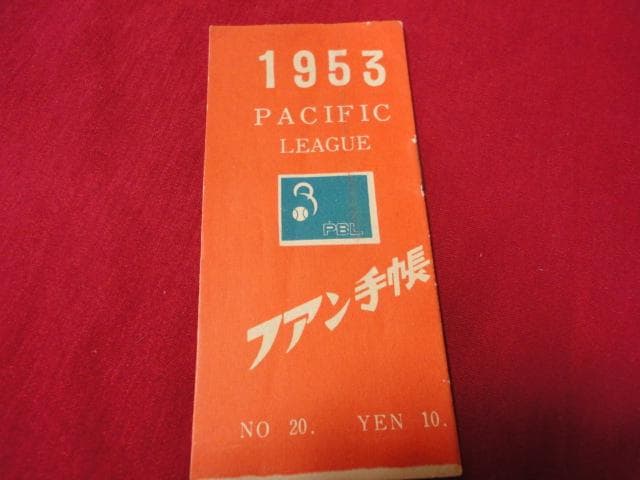 1953
PACIFIC
LEAGUE
PBL.
フアン手帳
NO 20. YEN 10.